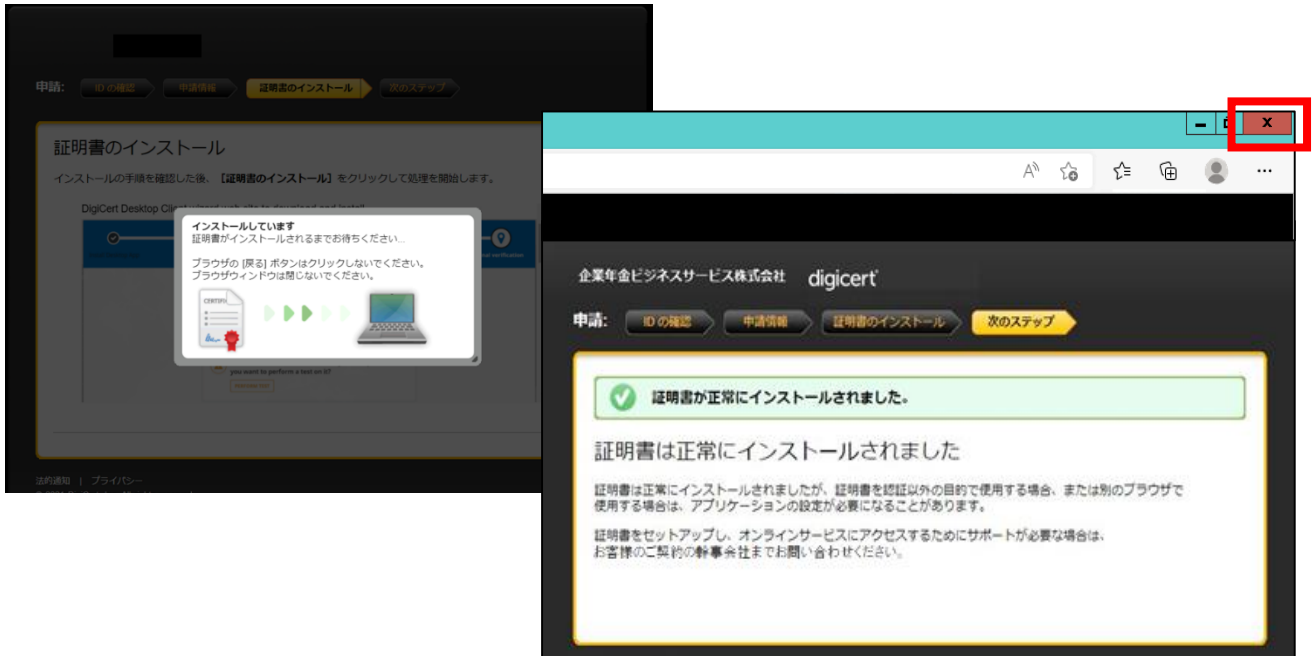 申請:
ID の確認
申請情報
証明書のインストール
次のステップ
証明書のインストール
インストールの手順を確認した後、[証明書のインストール] をクリックして処理を開始します。
DigiCert Desktop
インストールしています
証明書がインストールされるまでお待ちください...
ブラウザの [戻る] ボタンはクリックしないでください。
ブラウザウィンドウは閉じないでください。
you want to perform a test on it?
法的通知 | プライバシー
X
企業年金ビジネスサービス株式会社 digicert
申請:
ID の確認
申請情報
証明書のインストール
次のステップ
証明書が正常にインストールされました。
証明書は正常にインストールされました
証明書は正常にインストールされましたが、証明書を認証以外の目的で使用する場合、または別のブラウザで
使用する場合は、アプリケーションの設定が必要になることがあります。
証明書をセットアップし、オンラインサービスにアクセスするためにサポートが必要な場合は、
お客様のご契約の幹事会社までお問い合わせください。